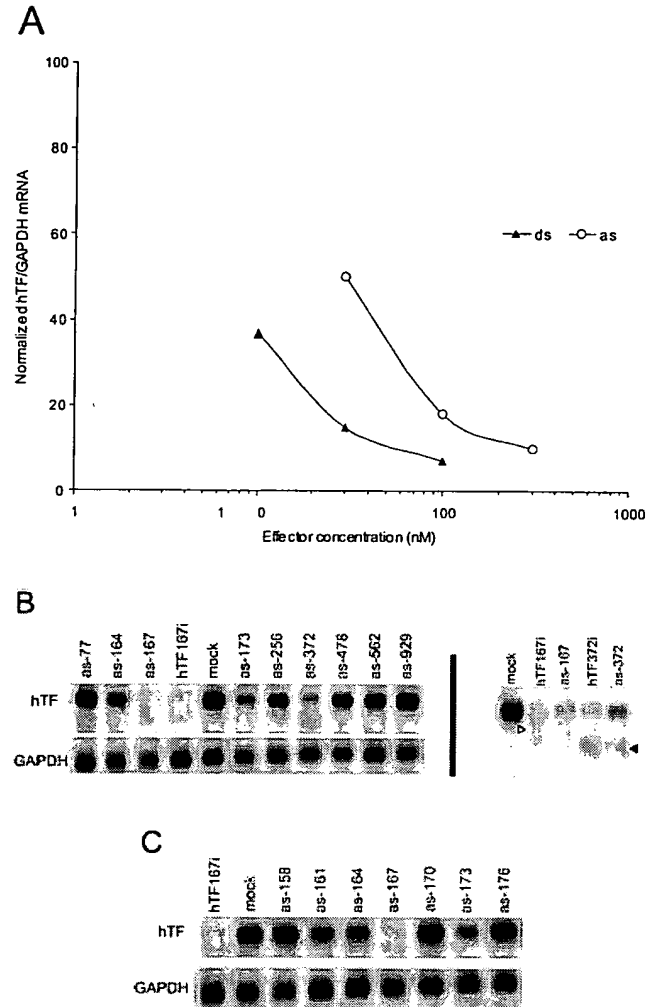 A
100
80
60
40
20
0
Normalized hTF/GAPDH mRNA
ds as
1 1 0 100 1000
Effector concentration (nM)
B
as-77 as-164 as-167 hTF167i mock as-173 as-256 as-372 as-478 as-562 as-929
mock hTF167i as-167 hTF372i as-372
hTF
GAPDH
C
hTF167i mock as-158 as-161 as-164 as-167 as-170 as-173 as-176
hTF
GAPDH